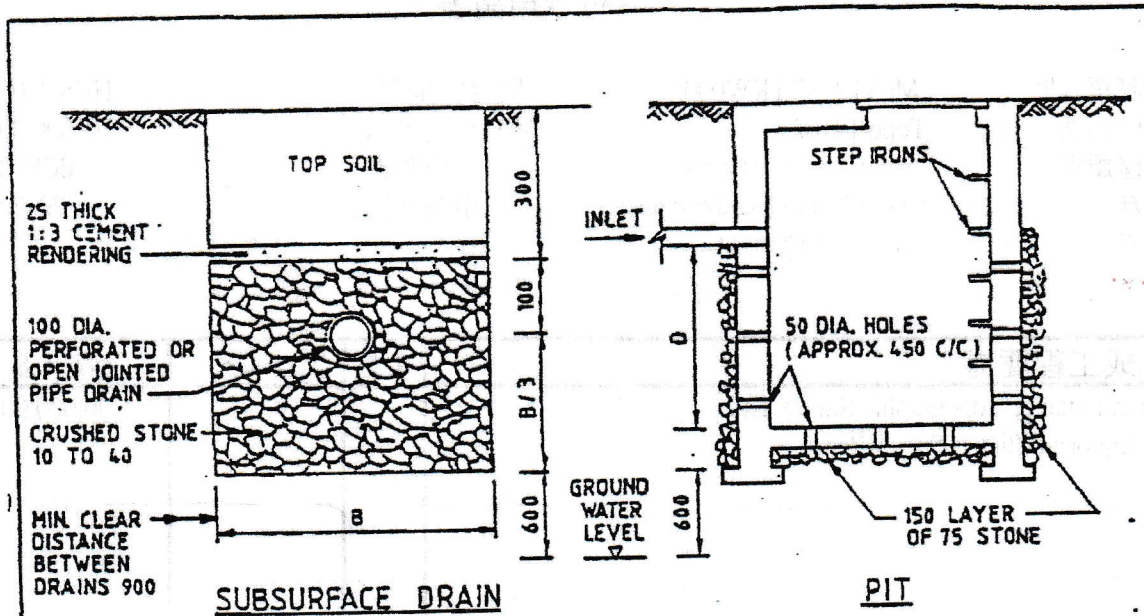 TOP SOIL
25 THICK
1:3 CEMENT
RENDERING
100 DIA.
PERFORATED OR
OPEN JOINTED
PIPE DRAIN
CRUSHED STONE
10 TO 40
MIN. CLEAR
DISTANCE
BETWEEN
DRAINS 900
B
300
100
B/3
600
SUBSURFACE DRAIN
INLET
STEP IRONS
D
50 DIA. HOLES
(APPROX. 450 C/C)
GROUND
WATER
LEVEL
600
150 LAYER
OF 75 STONE
PIT